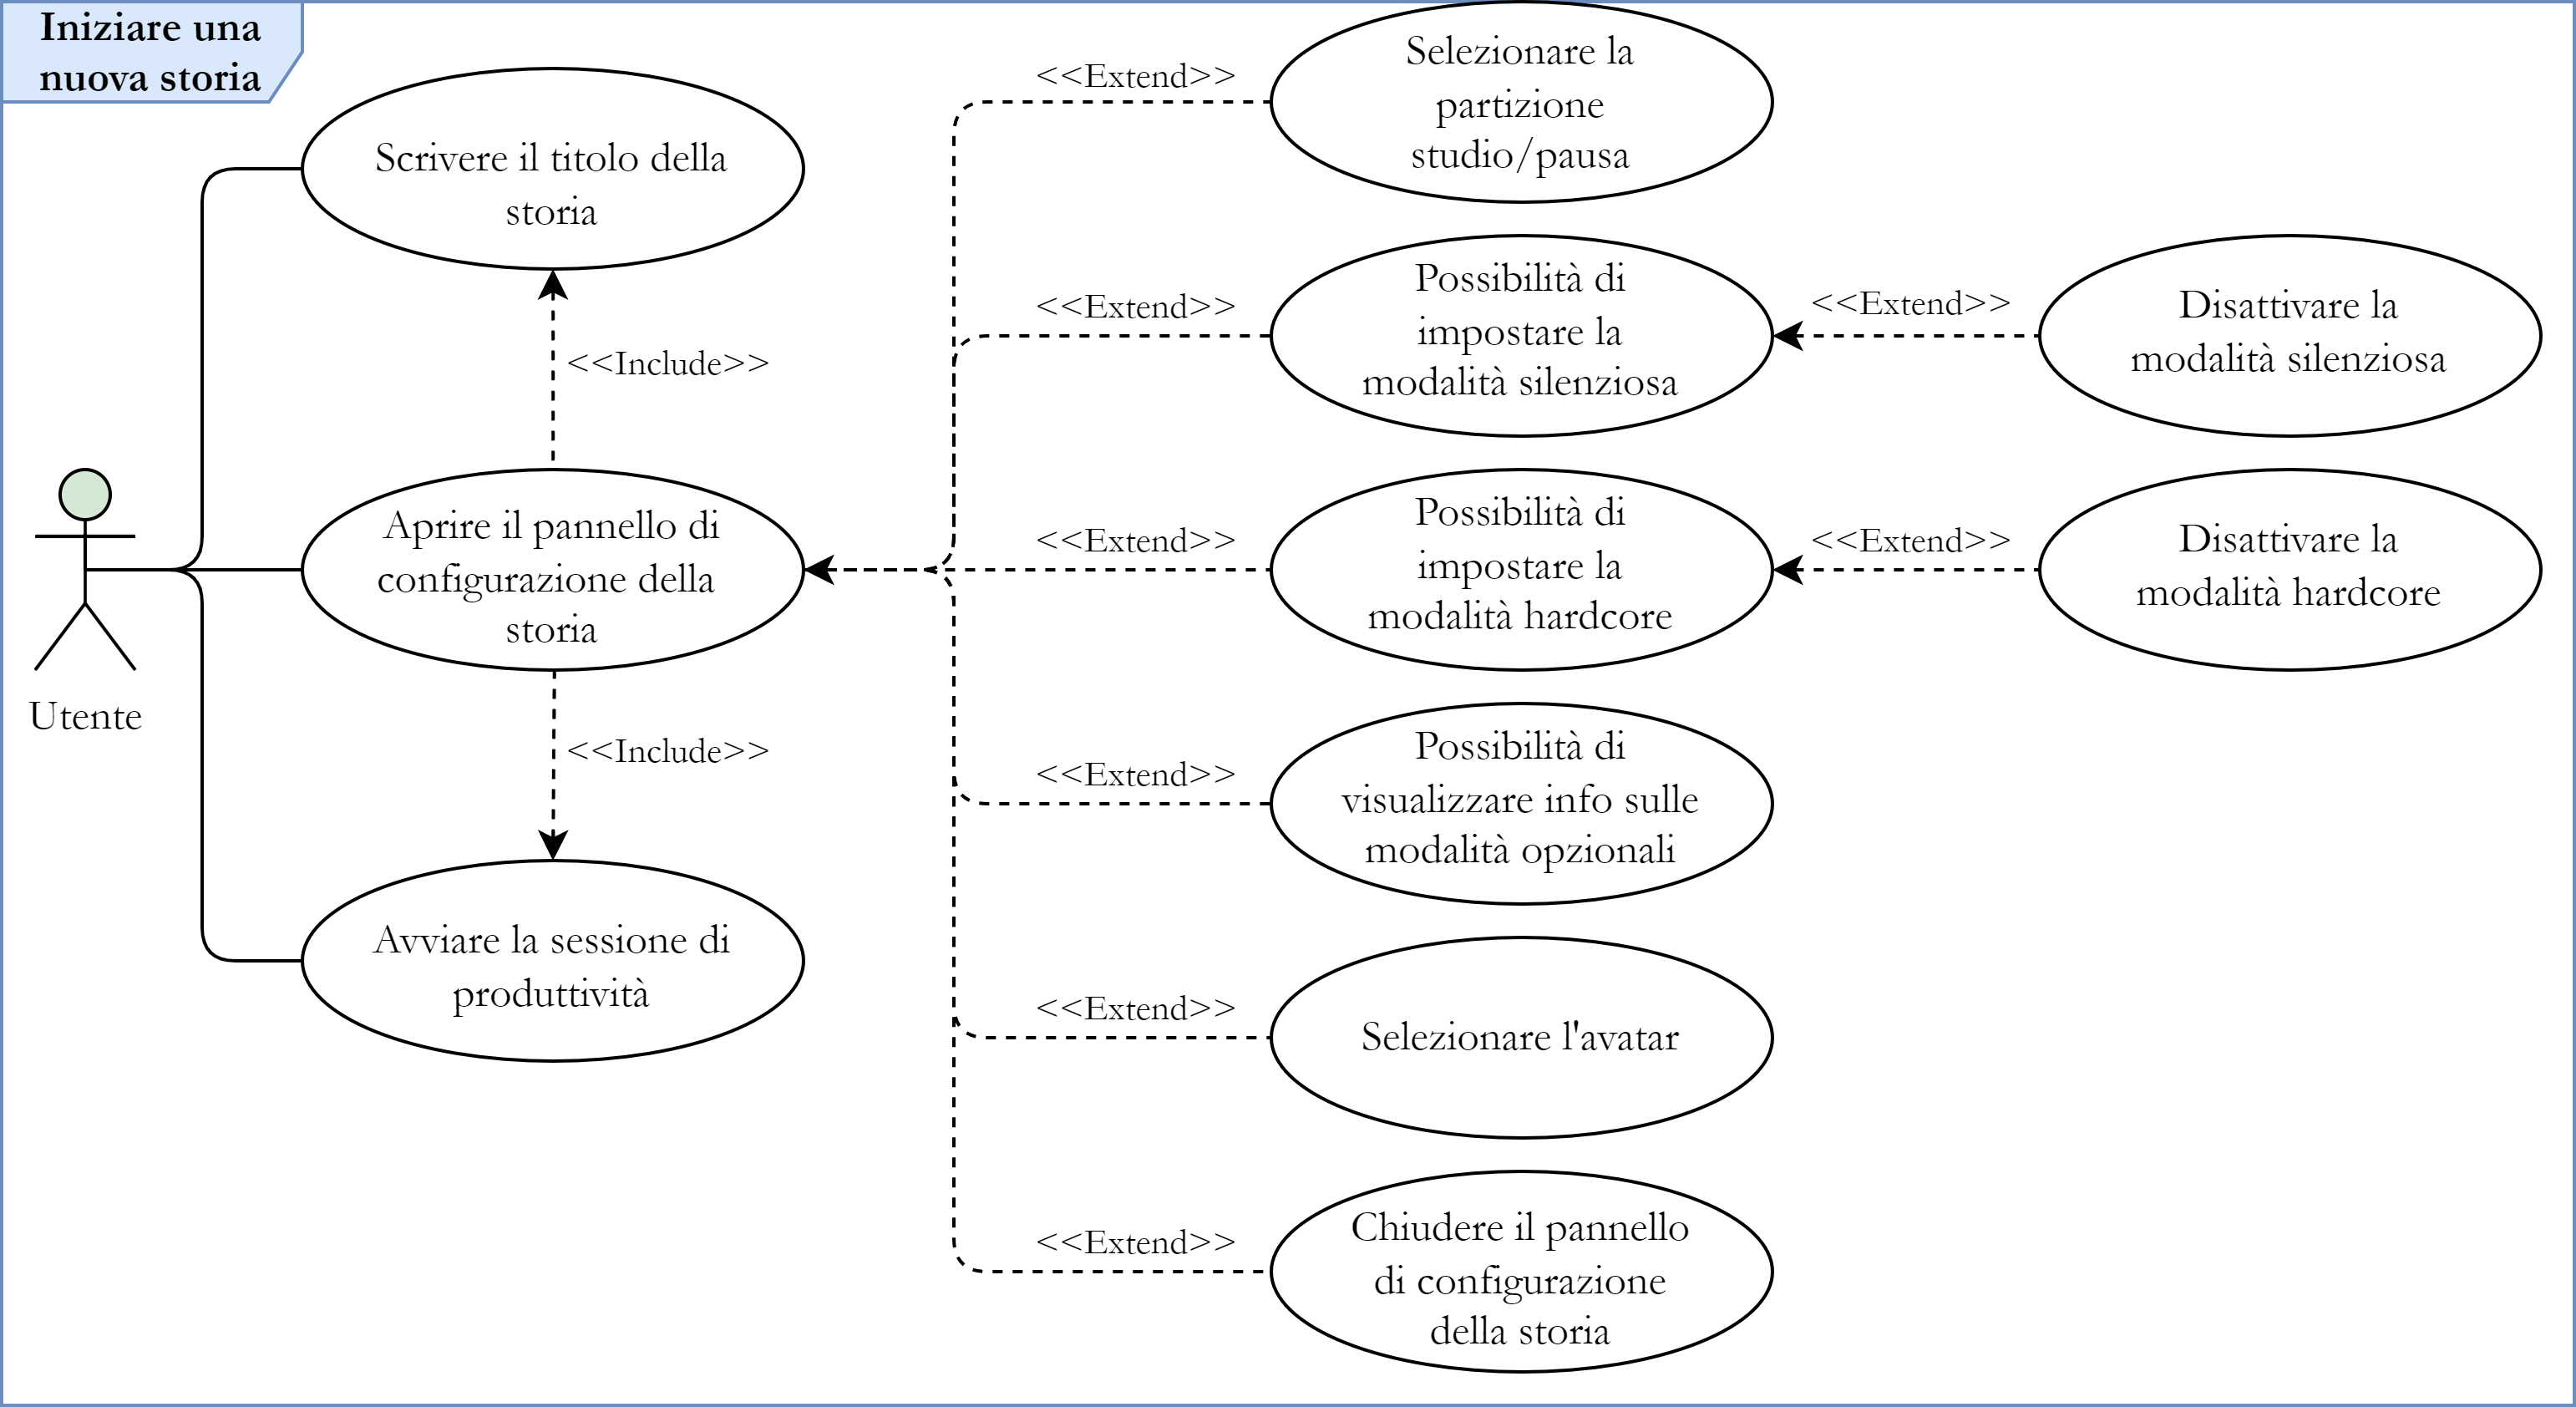 Iniziare una
nuova storia
Scrivere il titolo della
storia
<<Include>>
Utente
Aprire il pannello di
configurazione della
storia
<<Include>>
Avviare la sessione di
produttività
<<Extend>>
Selezionare la
partizione
studio/pausa
<<Extend>>
Possibilità di
impostare la
modalità silenziosa
<<Extend>>
Disattivare la
modalità silenziosa
<<Extend>>
Possibilità di
impostare la
modalità hardcore
<<Extend>>
Disattivare la
modalità hardcore
<<Extend>>
Possibilità di
visualizzare info sulle
modalità opzionali
<<Extend>>
Selezionare l'avatar
<<Extend>>
Chiudere il pannello
di configurazione
della storia